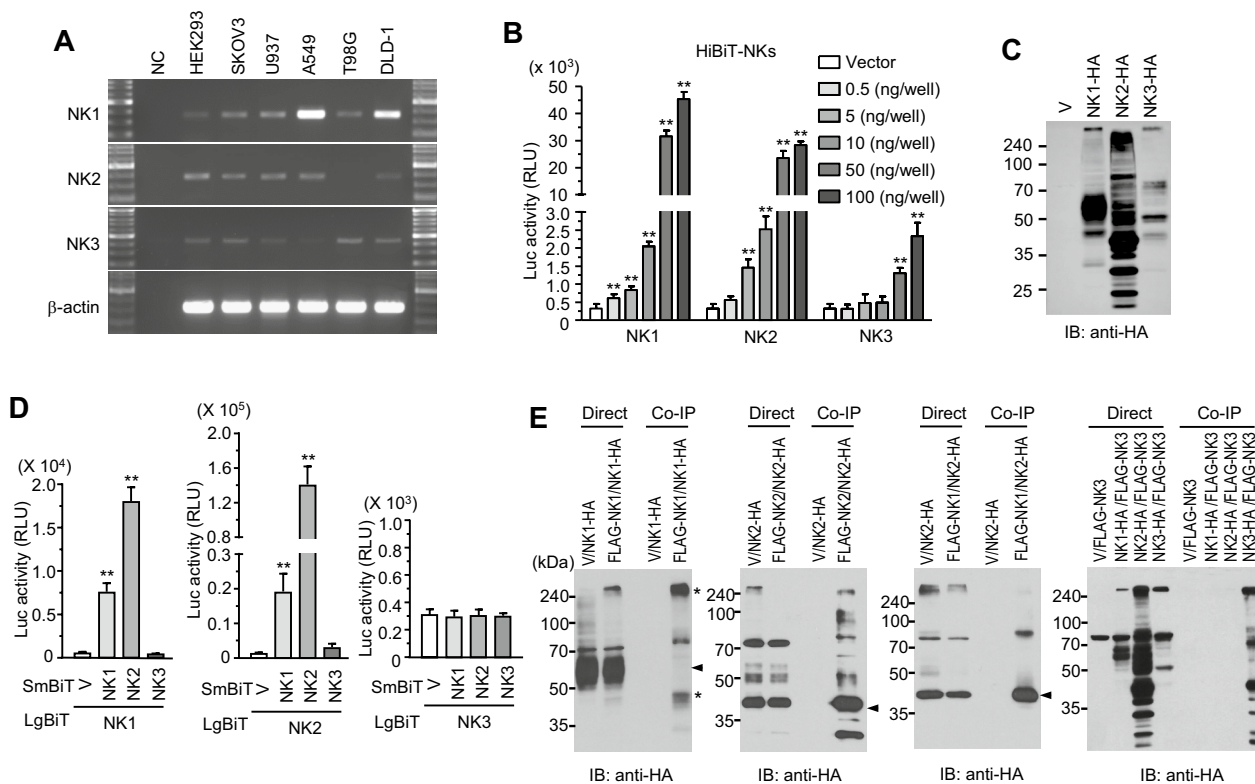 A
NC
HEK293
SKOV3
U937
A549
T98G
DLD-1
NK1
NK2
NK3
β-actin
B
HiBiT-NKs
(x 10³)
Luc activity (RLU)
50
40
30
20
10
3.0
2.5
2.0
1.5
1.0
0.5
0
** ** ** ** **
** ** ** **
** **
NK1 NK2 NK3
Vector
0.5 (ng/well)
5 (ng/well)
10 (ng/well)
50 (ng/well)
100 (ng/well)
C
V
NK1-HA
NK2-HA
NK3-HA
240
100
70
50
35
25
IB: anti-HA
D
(X 10⁴)
Luc activity (RLU)
2.0
1.5
1.0
0.5
0
** **
SmBiT V NK1 NK2 NK3
LgBiT NK1
(X 10⁵)
Luc activity (RLU)
1.8
1.4
1.0
0.6
0.2
0.1
0
** **
SmBiT V NK1 NK2 NK3
LgBiT NK2
(X 10³)
Luc activity (RLU)
1.0
0.8
0.6
0.4
0.2
0
SmBiT V NK1 NK2 NK3
LgBiT NK3
E
Direct Co-IP
V/NK1-HA
FLAG-NK1/NK1-HA
V/NK1-HA
FLAG-NK1/NK1-HA
(kDa)
240
100
70
50
35
*
*
IB: anti-HA
Direct Co-IP
V/NK2-HA
FLAG-NK2/NK2-HA
V/NK2-HA
FLAG-NK2/NK2-HA
240
100
70
50
35
IB: anti-HA
Direct Co-IP
V/NK2-HA
FLAG-NK1/NK2-HA
V/NK2-HA
FLAG-NK1/NK2-HA
240
100
70
50
35
IB: anti-HA
Direct Co-IP
V/FLAG-NK3
NK1-HA/FLAG-NK3
NK2-HA/FLAG-NK3
NK3-HA/FLAG-NK3
V/FLAG-NK3
NK1-HA/FLAG-NK3
NK2-HA/FLAG-NK3
NK3-HA/FLAG-NK3
240
100
70
50
35
IB: anti-HA